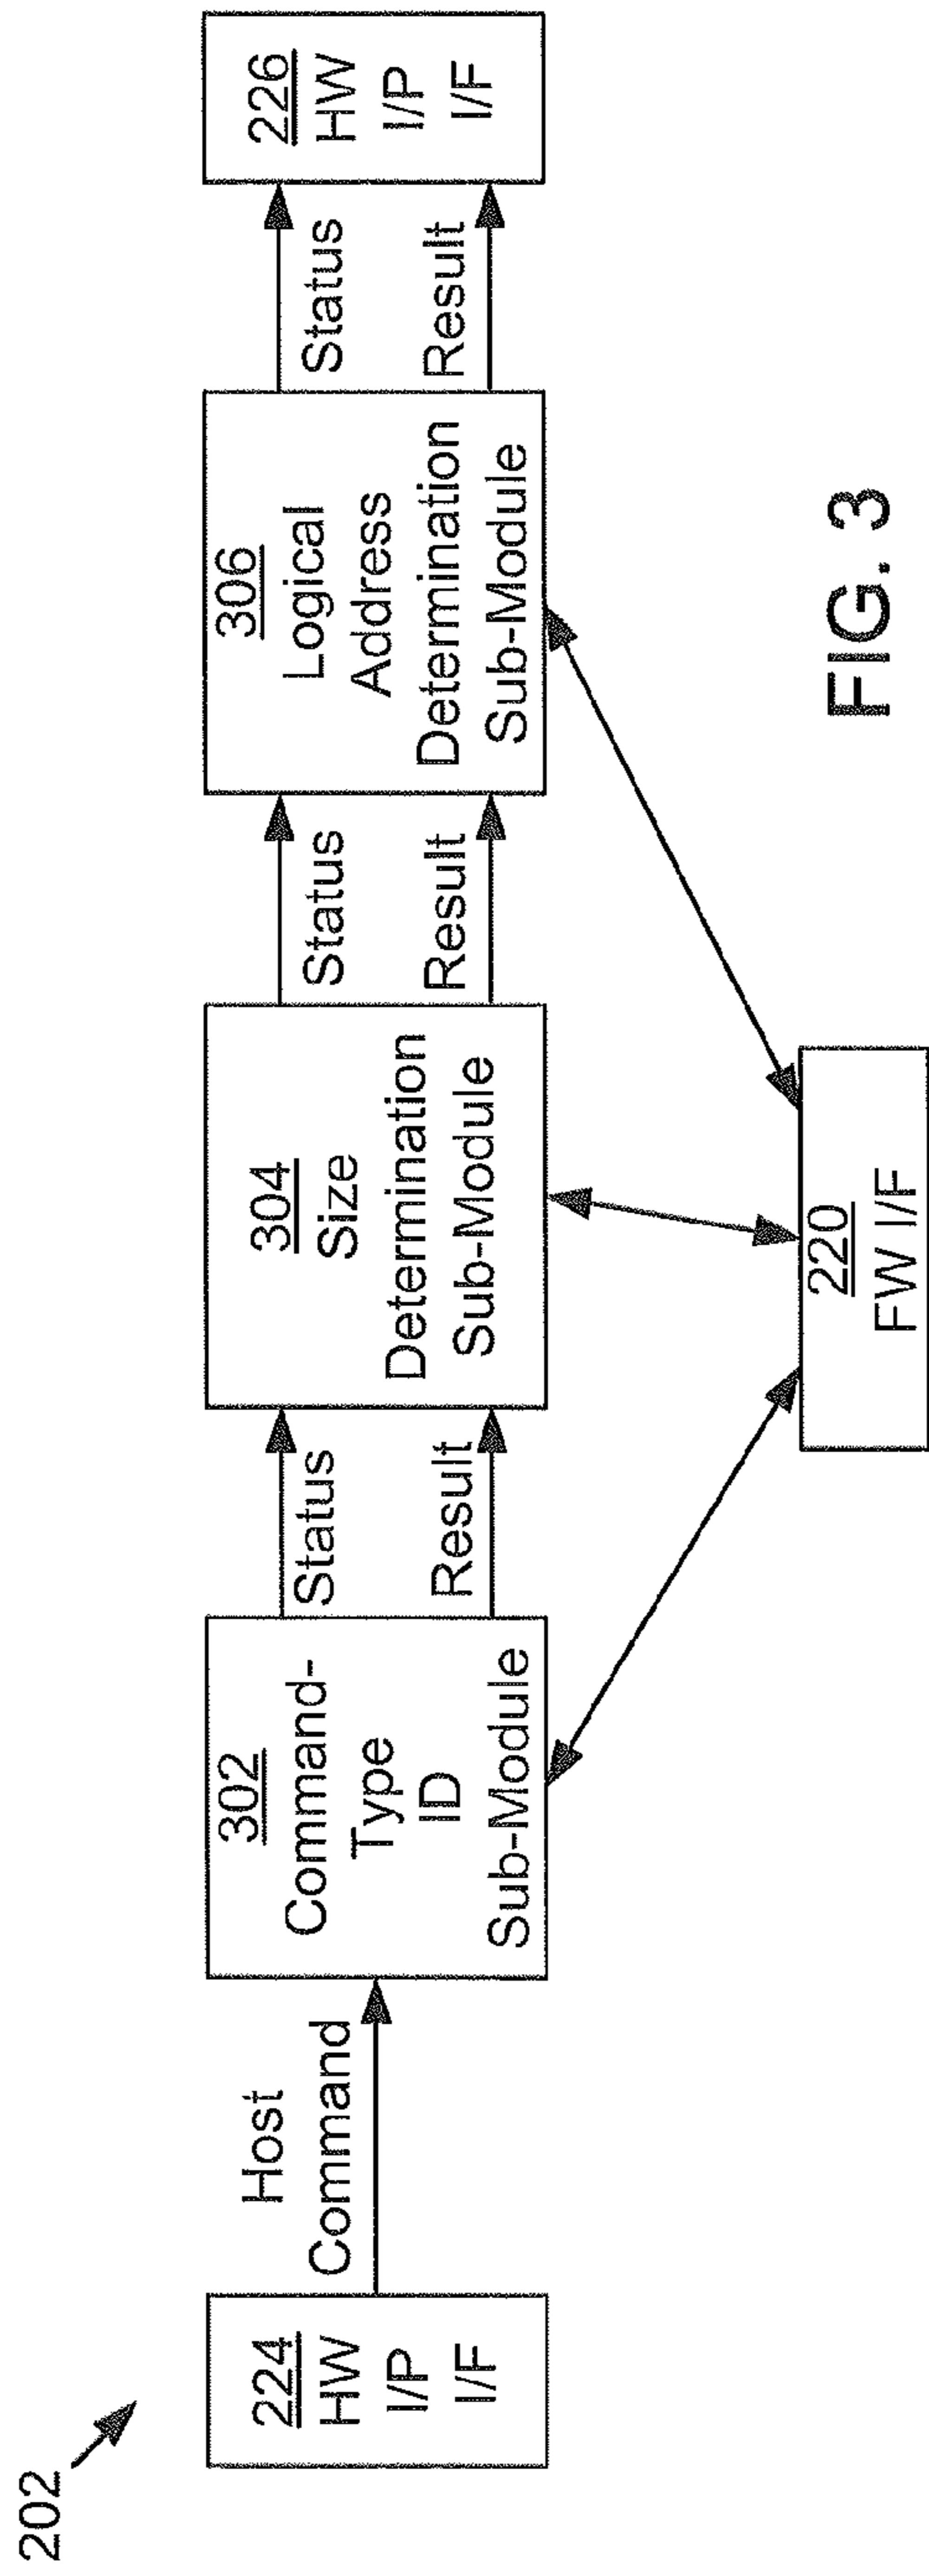 202
224
HW
I/P
I/F
Host
Command
302
Command-
Type
ID
Sub-Module
Status
Result
304
Size
Determination
Sub-Module
Status
Result
306
Logical
Address
Determination
Sub-Module
Status
Result
226
HW
I/P
I/F
220
FW I/F
FIG. 3